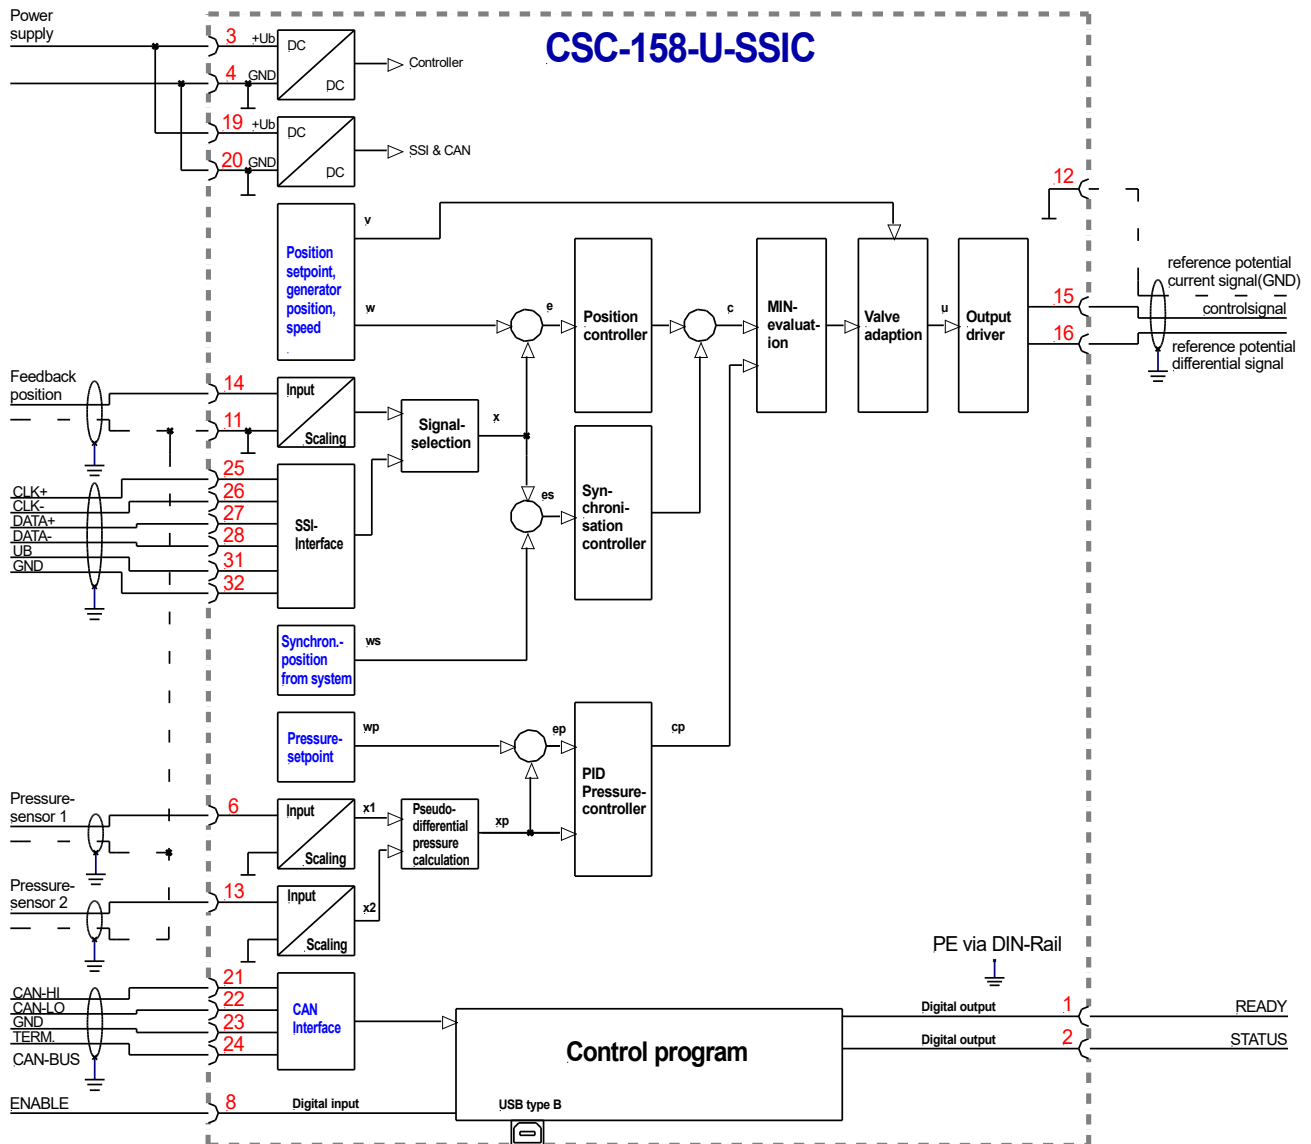 CSC-158-U-SSIC
Power
supply
3
+Ub
DC
DC
Controller
4
GND
19
+Ub
DC
DC
SSI & CAN
20
GND
12
v
Position
setpoint,
generator
position,
speed
w
e
Position
controller
c
MIN-
evaluat-
ion
Valve
adaption
u
Output
driver
reference potential
current signal(GND)
15
controlsignal
16
reference potential
differential signal
Feedback
position
14
Input
Scaling
11
Signal-
selection
x
25
CLK+
26
CLK-
27
DATA+
28
DATA-
31
UB
32
GND
SSI-
Interface
es
Syn-
chroni-
sation
controller
Synchron.-
position
from system
ws
Pressure-
setpoint
wp
ep
PID
Pressure-
controller
cp
Pressure-
sensor 1
6
Input
Scaling
x1
Pseudo-
differential
pressure
calculation
xp
Pressure-
sensor 2
13
Input
Scaling
x2
PE via DIN-Rail
21
CAN-HI
22
CAN-LO
23
GND
24
TERM.
CAN-BUS
CAN
Interface
Control program
Digital output
1
READY
Digital output
2
STATUS
ENABLE
8
Digital input
USB type B